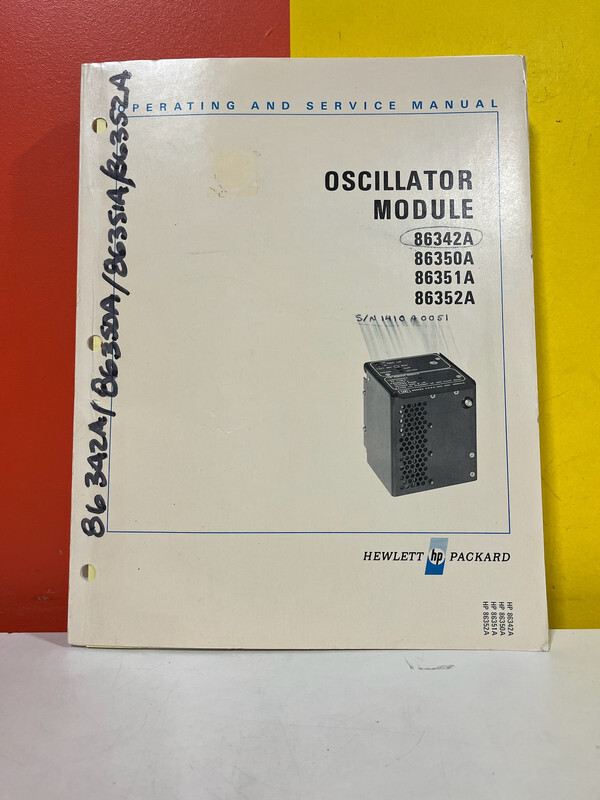 OPERATING AND SERVICE MANUAL
OSCILLATOR
MODULE
86342A
86350A
86351A
86352A
S/N 1410A0051
86342A/86350A/86351A/86352A
HEWLETT hp PACKARD
HP 86342A
HP 86350A
HP 86351A
HP 86352A